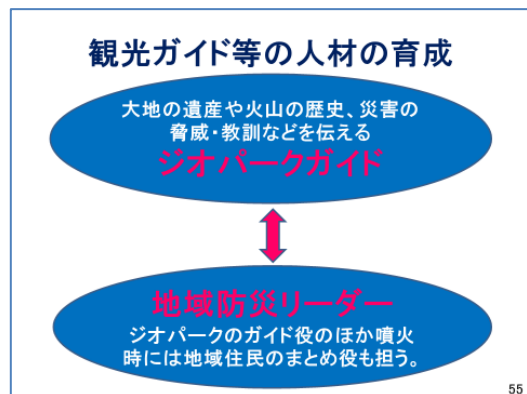 観光ガイド等の人材の育成
大地の遺産や火山の歴史、災害の
脅威・教訓などを伝える
ジオパークガイド
地域防災リーダー
ジオパークのガイド役のほか噴火
時には地域住民のまとめ役も担う。
55